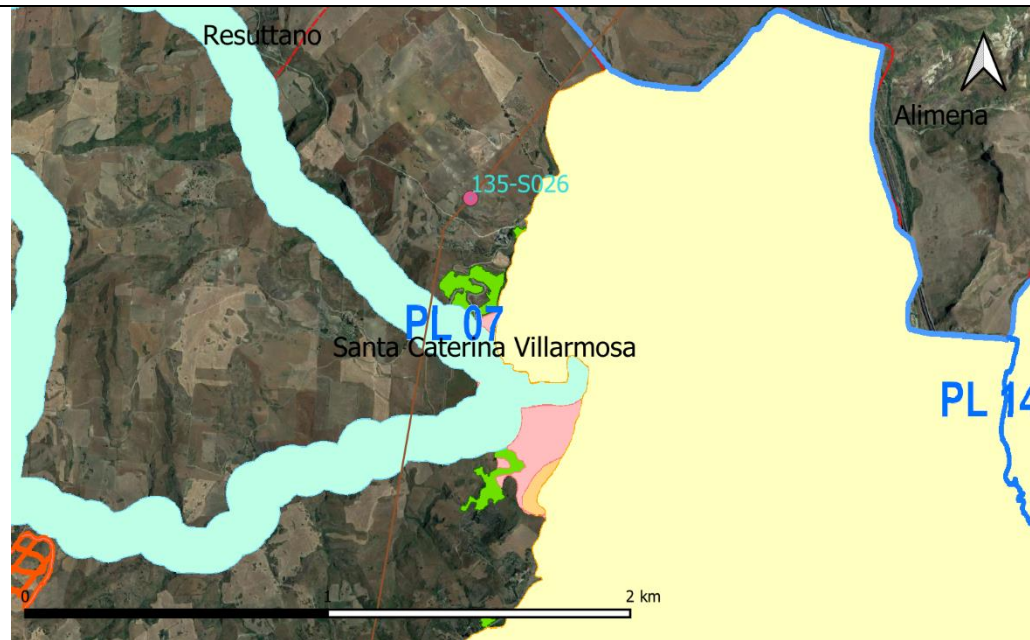 Resuttano
Alimena
135-S026
PL 07
Santa Caterina Villarmosa
PL 14
0 1 2 km